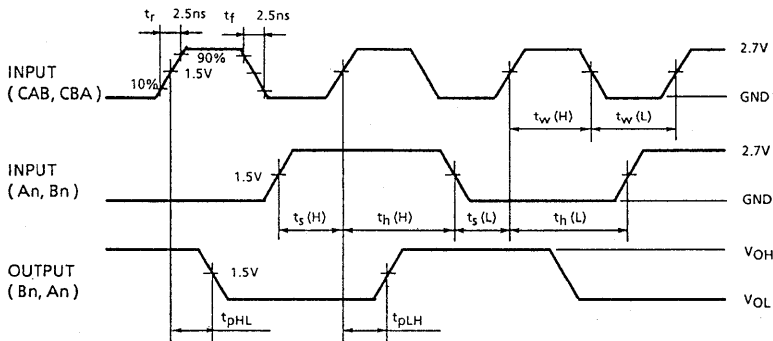 tr 2.5ns tf 2.5ns
2.7V
90%
INPUT
(CAB, CBA)
10%
1.5V
GND
tw (H) tw (L)
2.7V
INPUT
(An, Bn)
1.5V
GND
ts (H) th (H) ts (L) th (L)
VOH
OUTPUT
(Bn, An)
1.5V
VOL
tpHL tpLH